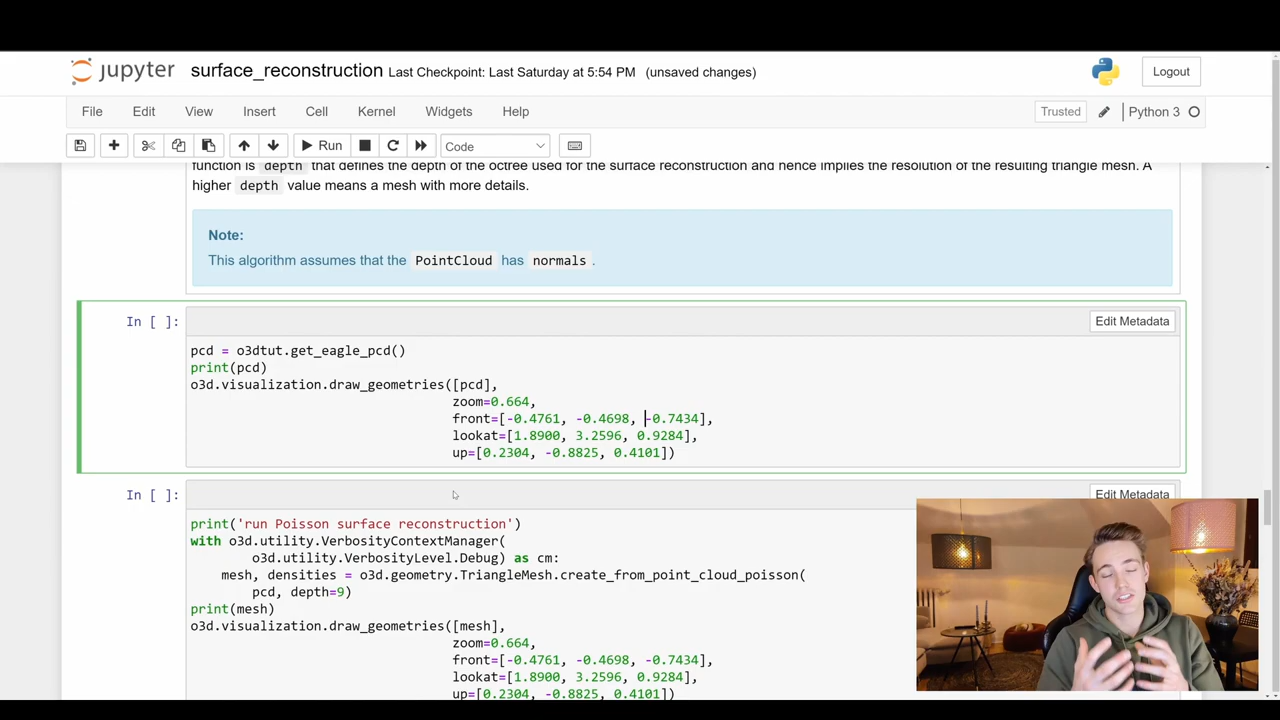 jupyter surface_reconstruction Last Checkpoint: Last Saturday at 5:54 PM (unsaved changes) Logout
File Edit View Insert Cell Kernel Widgets Help Trusted Python 3
Run Code
function is depth that defines the depth of the octree used for the surface reconstruction and hence implies the resolution of the resulting triangle mesh. A
higher depth value means a mesh with more details.
Note:
This algorithm assumes that the PointCloud has normals .
In [ ]: Edit Metadata
pcd = o3dtut.get_eagle_pcd()
print(pcd)
o3d.visualization.draw_geometries([pcd],
zoom=0.664,
front=[-0.4761, -0.4698, -0.7434],
lookat=[1.8900, 3.2596, 0.9284],
up=[0.2304, -0.8825, 0.4101])
In [ ]: Edit Metadata
print('run Poisson surface reconstruction')
with o3d.utility.VerbosityContextManager(
o3d.utility.VerbosityLevel.Debug) as cm:
mesh, densities = o3d.geometry.TriangleMesh.create_from_point_cloud_poisson(
pcd, depth=9)
print(mesh)
o3d.visualization.draw_geometries([mesh],
zoom=0.664,
front=[-0.4761, -0.4698, -0.7434],
lookat=[1.8900, 3.2596, 0.9284],
up=[0.2304, -0.8825, 0.4101])